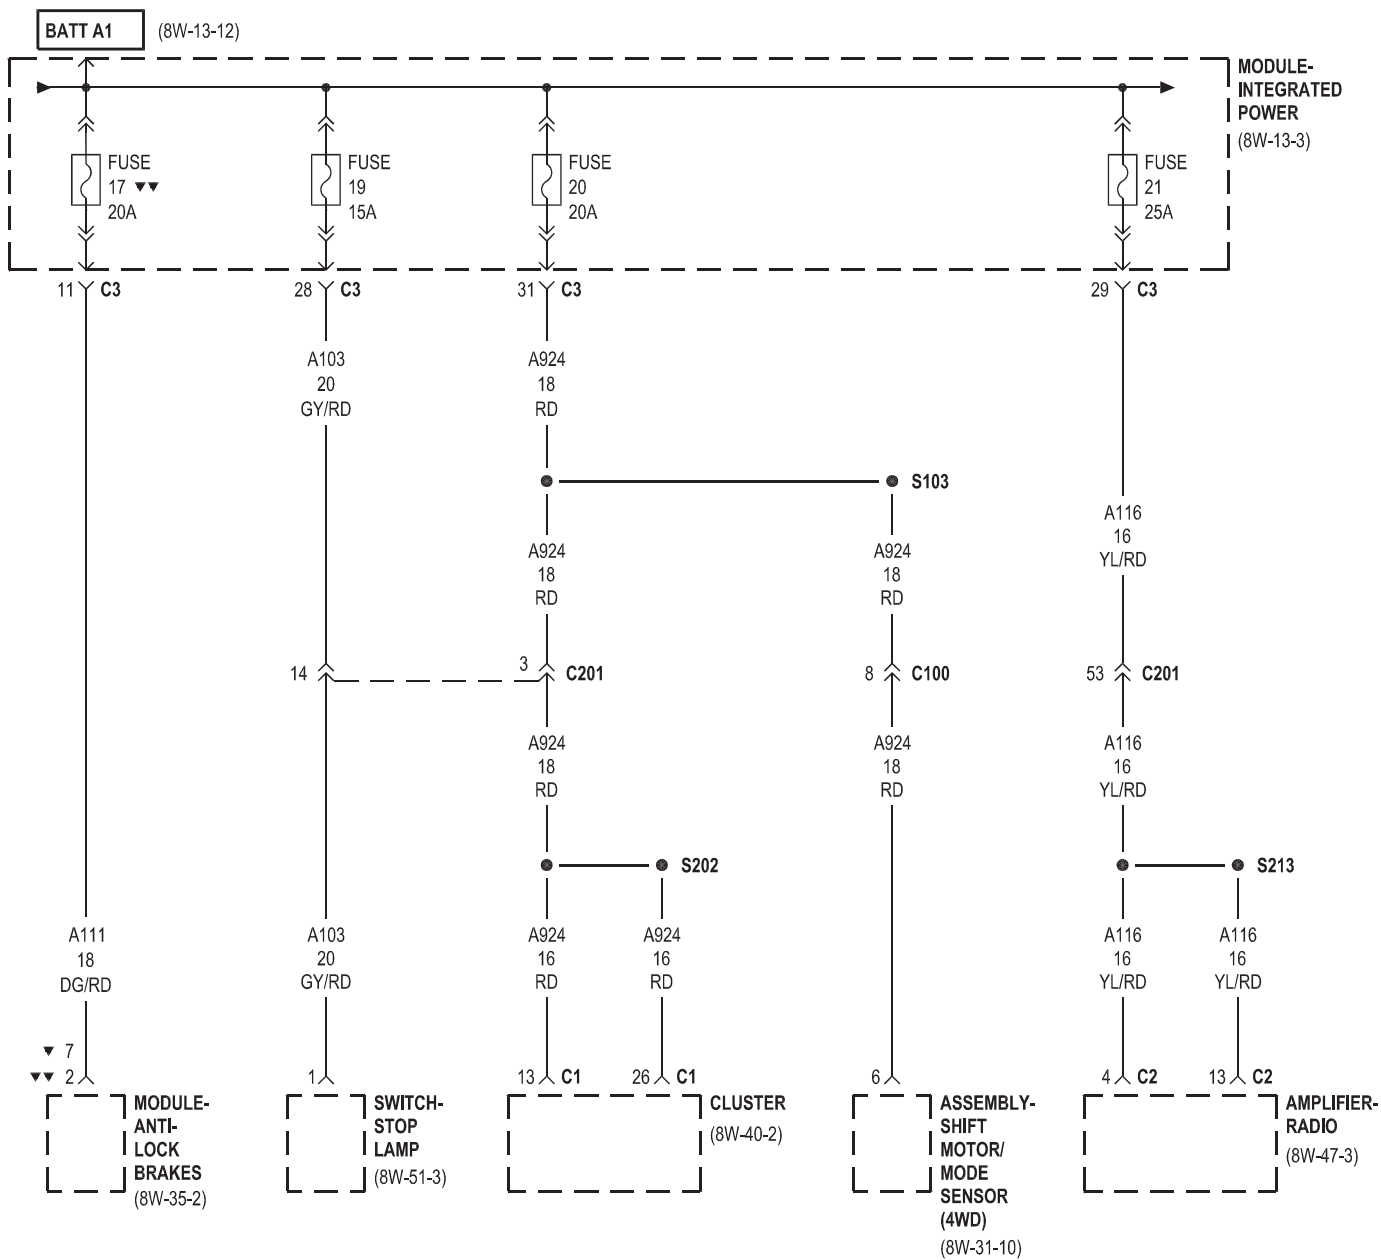 BATT A1 (8W-13-12)
MODULE-
INTEGRATED
POWER
(8W-13-3)
FUSE
17 ▼▼
20A
FUSE
19
15A
FUSE
20
20A
FUSE
21
25A
11 C3
28 C3
31 C3
29 C3
A103
20
GY/RD
A924
18
RD
S103
A116
16
YL/RD
A924
18
RD
A924
18
RD
14
3 C201
8 C100
53 C201
A924
18
RD
A924
18
RD
A116
16
YL/RD
S202
S213
A111
18
DG/RD
A103
20
GY/RD
A924
16
RD
A924
16
RD
A116
16
YL/RD
A116
16
YL/RD
▼ 7
▼▼ 2
1
13 C1
26 C1
6
4 C2
13 C2
MODULE-
ANTI-
LOCK
BRAKES
(8W-35-2)
SWITCH-
STOP
LAMP
(8W-51-3)
CLUSTER
(8W-40-2)
ASSEMBLY-
SHIFT
MOTOR/
MODE
SENSOR
(4WD)
(8W-31-10)
AMPLIFIER-
RADIO
(8W-47-3)